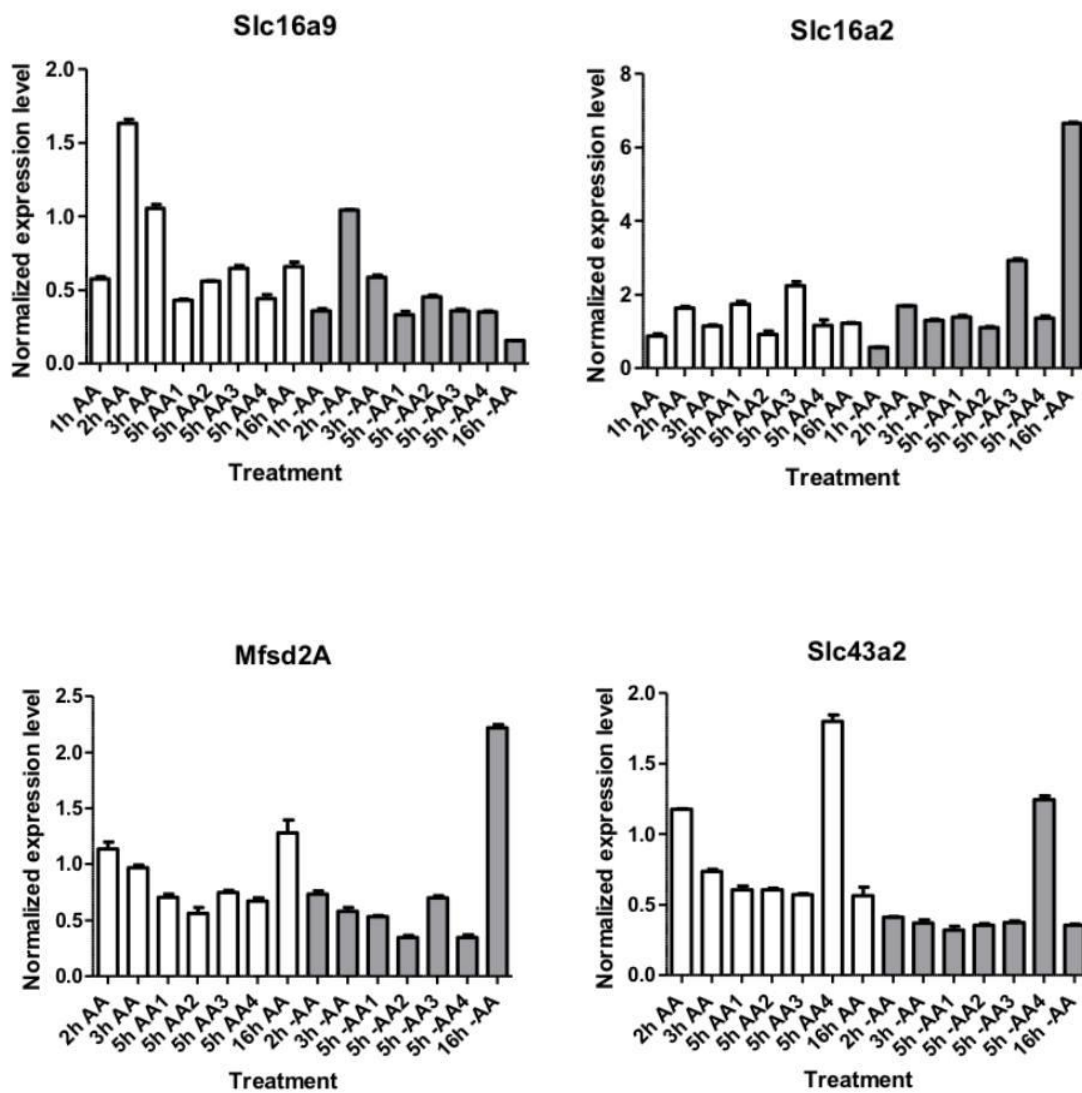 Slc16a9
Normalized expression level
2.0
1.5
1.0
0.5
0.0
1h AA
2h AA
3h AA
5h AA1
5h AA2
5h AA3
5h AA4
16h AA
1h -AA
2h -AA
3h -AA
5h -AA1
5h -AA2
5h -AA3
5h -AA4
16h -AA
Treatment
Slc16a2
Normalized expression level
8
6
4
2
0
1h AA
2h AA
3h AA
5h AA1
5h AA2
5h AA3
5h AA4
16h AA
1h -AA
2h -AA
3h -AA
5h -AA1
5h -AA2
5h -AA3
5h -AA4
16h -AA
Treatment
Mfsd2A
Normalized expression level
2.5
2.0
1.5
1.0
0.5
0.0
2h AA
3h AA
5h AA1
5h AA2
5h AA3
5h AA4
16h AA
2h -AA
3h -AA
5h -AA1
5h -AA2
5h -AA3
5h -AA4
16h -AA
Treatment
Slc43a2
Normalized expression level
2.0
1.5
1.0
0.5
0.0
2h AA
3h AA
5h AA1
5h AA2
5h AA3
5h AA4
16h AA
2h -AA
3h -AA
5h -AA1
5h -AA2
5h -AA3
5h -AA4
16h -AA
Treatment